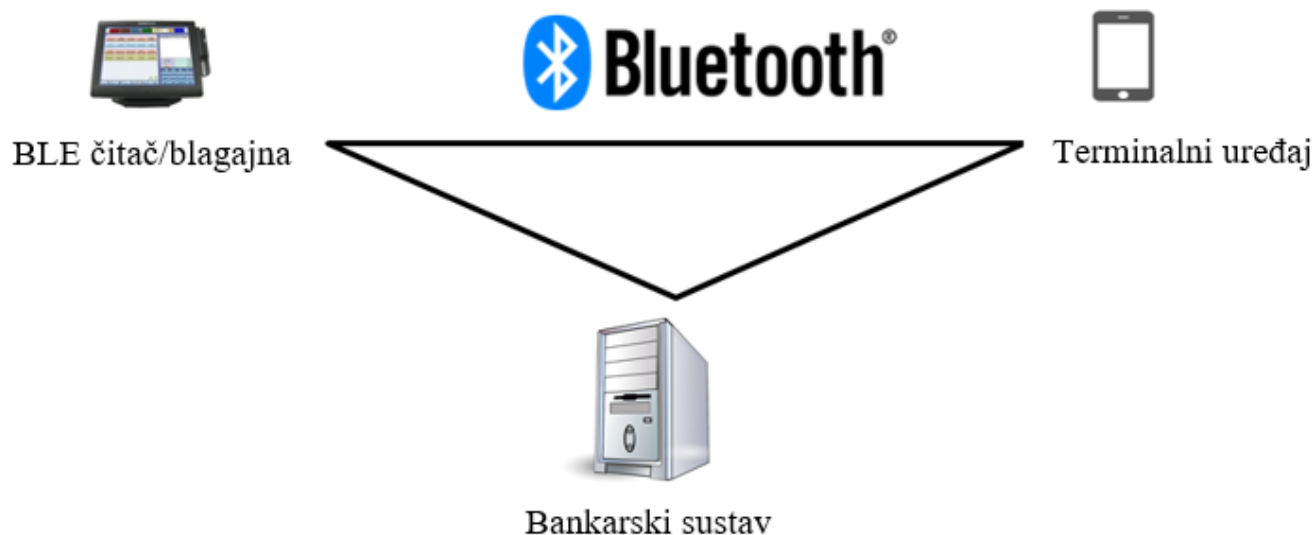 Bluetooth®
BLE čitač/blagajna
Terminalni uređaj
Bankarski sustav